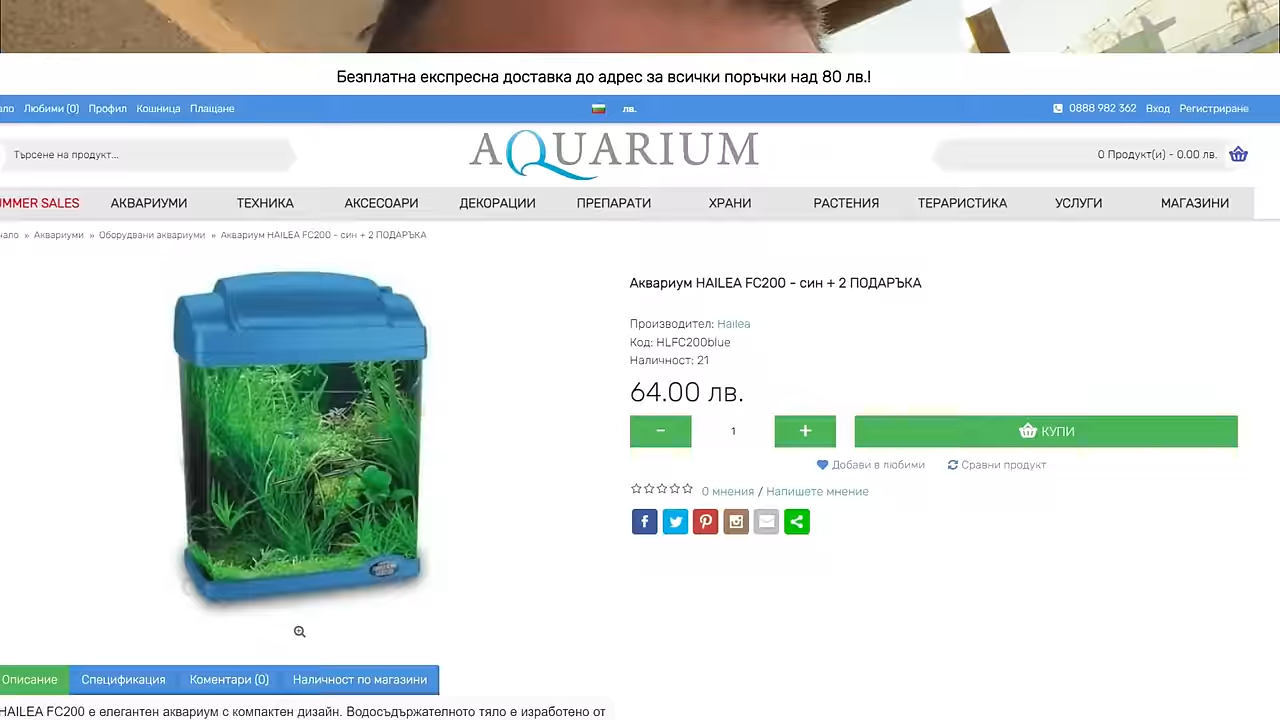 Безплатна експресна доставка до адрес за всички поръчки над 80 лв.!
Любими (0) Профил Кошница Плащане лв. 0888 982 362 Вход Регистриране
Търсене на продукт... AQUARIUM 0 Продукт(и) - 0.00 лв.
UMMER SALES АКВАРИУМИ ТЕХНИКА АКСЕСОАРИ ДЕКОРАЦИИ ПРЕПАРАТИ ХРАНИ РАСТЕНИЯ ТЕРАРИСТИКА УСЛУГИ МАГАЗИНИ
» Аквариуми » Оборудвани аквариуми » Аквариум HAILEA FC200 - син + 2 ПОДАРЪКА
Аквариум HAILEA FC200 - син + 2 ПОДАРЪКА
Производител: Hailea
Код: HLFC200blue
Наличност: 21
64.00 лв.
- 1 + КУПИ
Добави в любими Сравни продукт
0 мнения / Напишете мнение
Описание Спецификация Коментари (0) Наличност по магазини
HAILEA FC200 е елегантен аквариум с компактен дизайн. Водосъдържателното тяло е изработено от